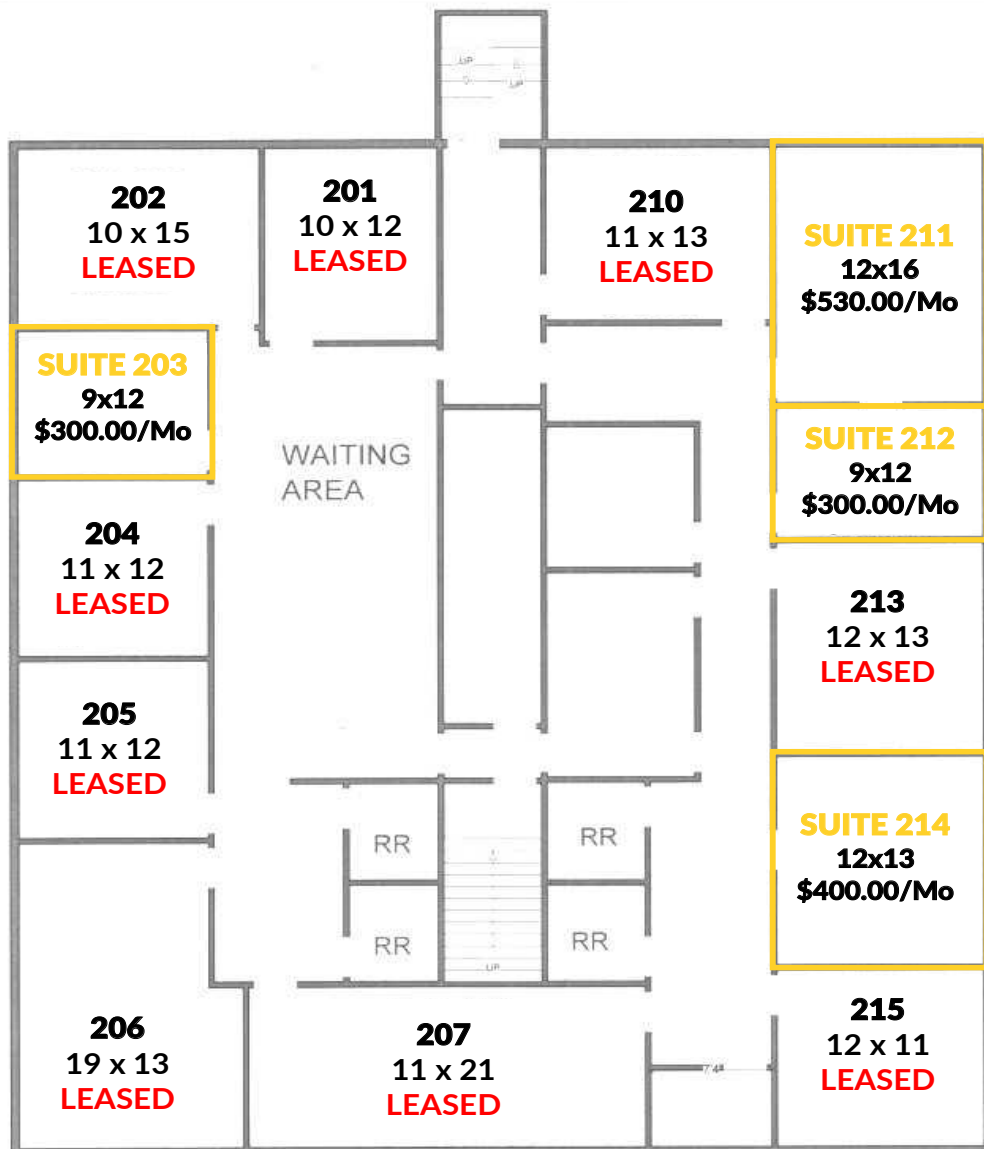 UP
UP
202
10 x 15
LEASED
201
10 x 12
LEASED
210
11 x 13
LEASED
SUITE 211
12x16
$530.00/Mo
SUITE 203
9x12
$300.00/Mo
WAITING
AREA
SUITE 212
9x12
$300.00/Mo
204
11 x 12
LEASED
213
12 x 13
LEASED
205
11 x 12
LEASED
SUITE 214
12x13
$400.00/Mo
RR
RR
RR
RR
UP
206
19 x 13
LEASED
207
11 x 21
LEASED
215
12 x 11
LEASED